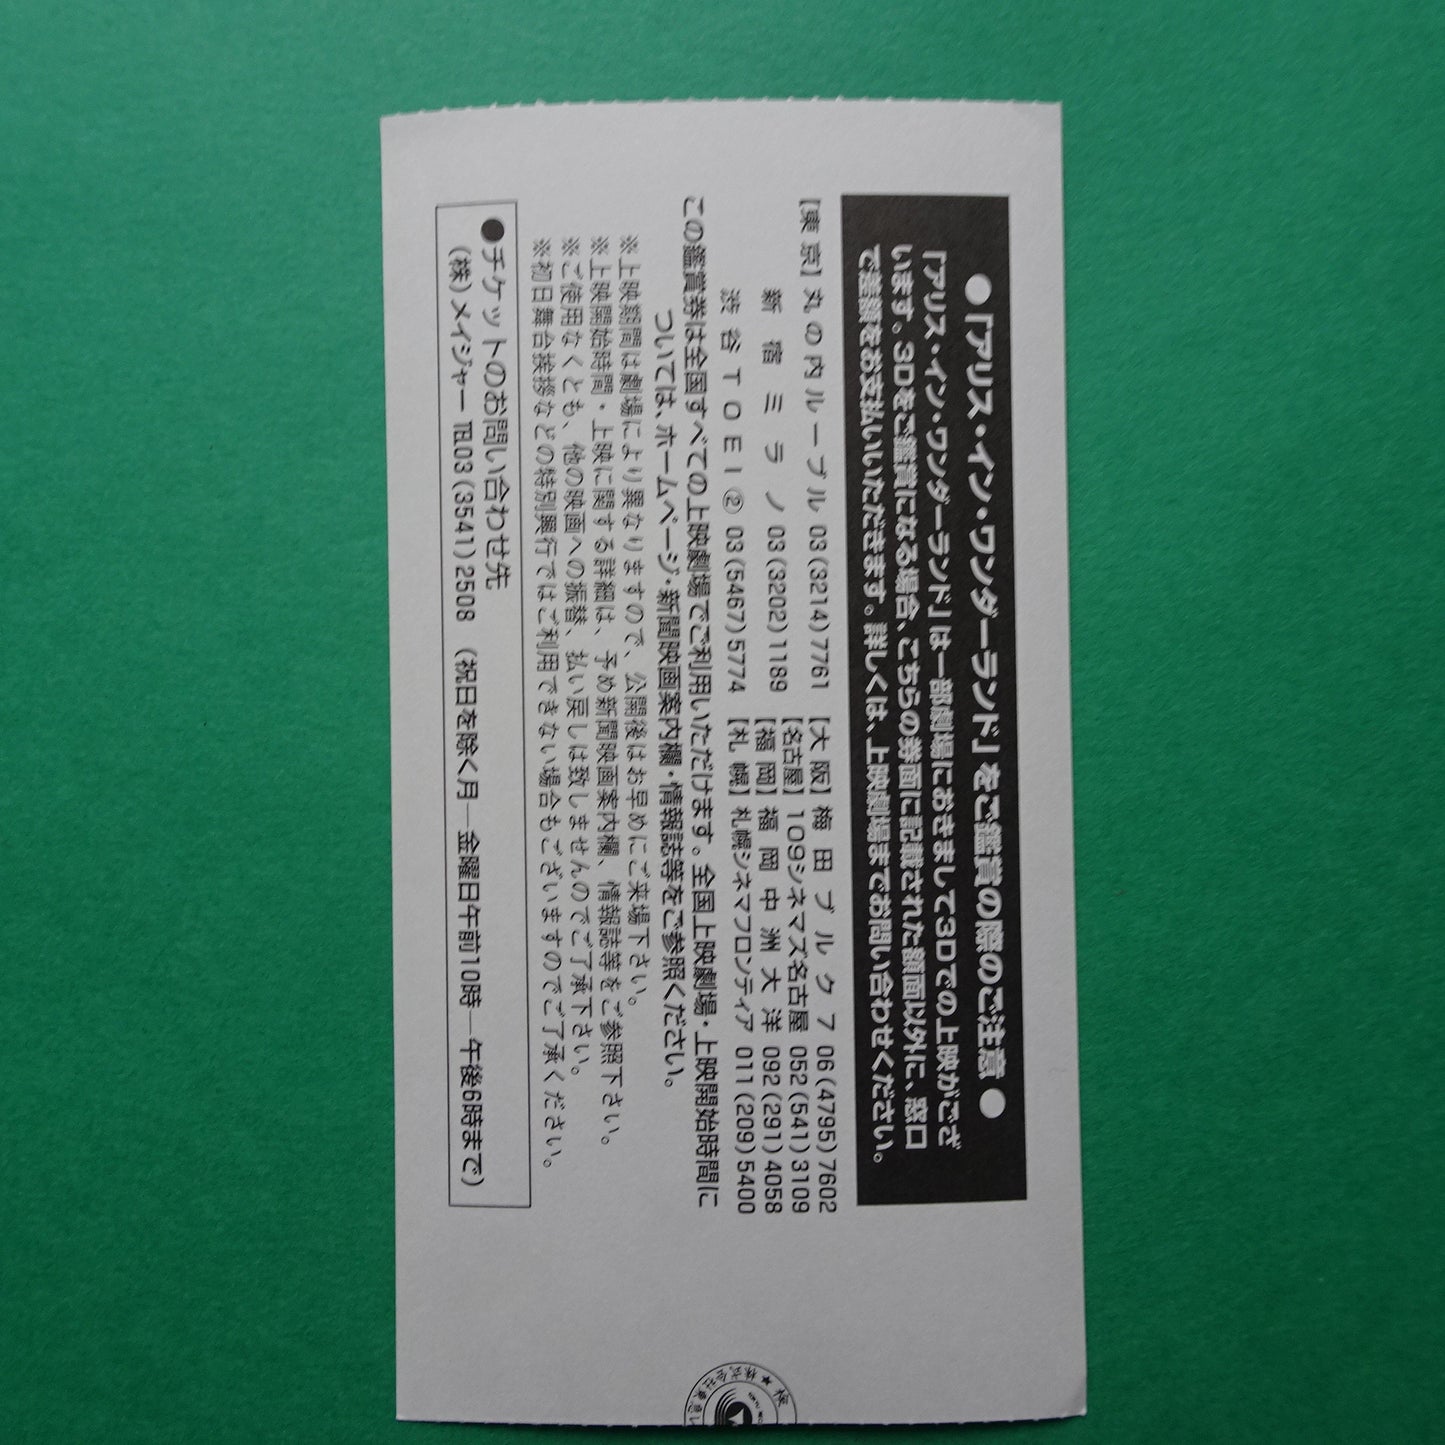 ●「アリス・イン・ワンダーランド」をご鑑賞の際のご注意●
「アリス・イン・ワンダーランド」は一部劇場におきまして3Dでの上映がござ
います。3Dをご鑑賞になる場合、こちらの券面に記載された額面以外に、窓口
で差額をお支払いいただきます。詳しくは、上映劇場までお問い合わせください。
【東京】丸の内ルーブル 03(3214)7761
新宿ミラノ 03(3202)1189
渋谷TOEI② 03(5467)5774
【大阪】梅田ブルク7 06(4795)7602
【名古屋】109シネマズ名古屋 052(541)3109
【福岡】福岡中洲大洋 092(291)4058
【札幌】札幌シネマフロンティア 011(209)5400
この鑑賞券は全国すべての上映劇場でご利用いただけます。全国上映劇場・上映開始時間に
ついては、ホームページ・新聞映画案内欄・情報誌等をご参照ください。
※上映期間は劇場により異なりますので、公開後はお早めにご来場下さい。
※上映開始時間・上映に関する詳細は、予め新聞映画案内欄、情報誌等をご参照下さい。
※ご使用なくとも、他の映画への振替、払い戻しは致しませんのでご了承下さい。
※初日舞台挨拶などの特別興行ではご利用できない場合もございますのでご了承ください。
●チケットのお問い合わせ先
(株)メイジャー ℡03(3541)2508 (祝日を除く月―金曜日午前10時―午後6時まで)
検★株式会社東急レ